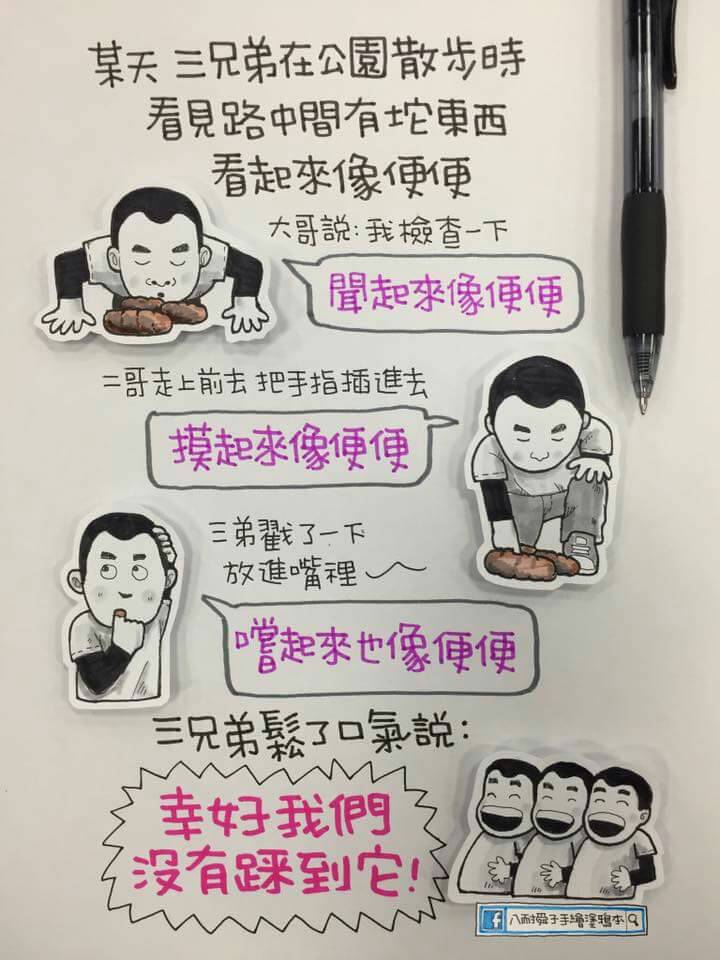 某天 三兄弟在公園散步時
看見路中間有坨東西
看起來像便便
大哥說:我檢查一下
聞起來像便便
二哥走上前去 把手指插進去
摸起來像便便
三弟戳了一下
放進嘴裡～
嚐起來也像便便
三兄弟鬆了口氣說:
幸好我們
沒有踩到它!
八耐舜子手繪塗鴉本